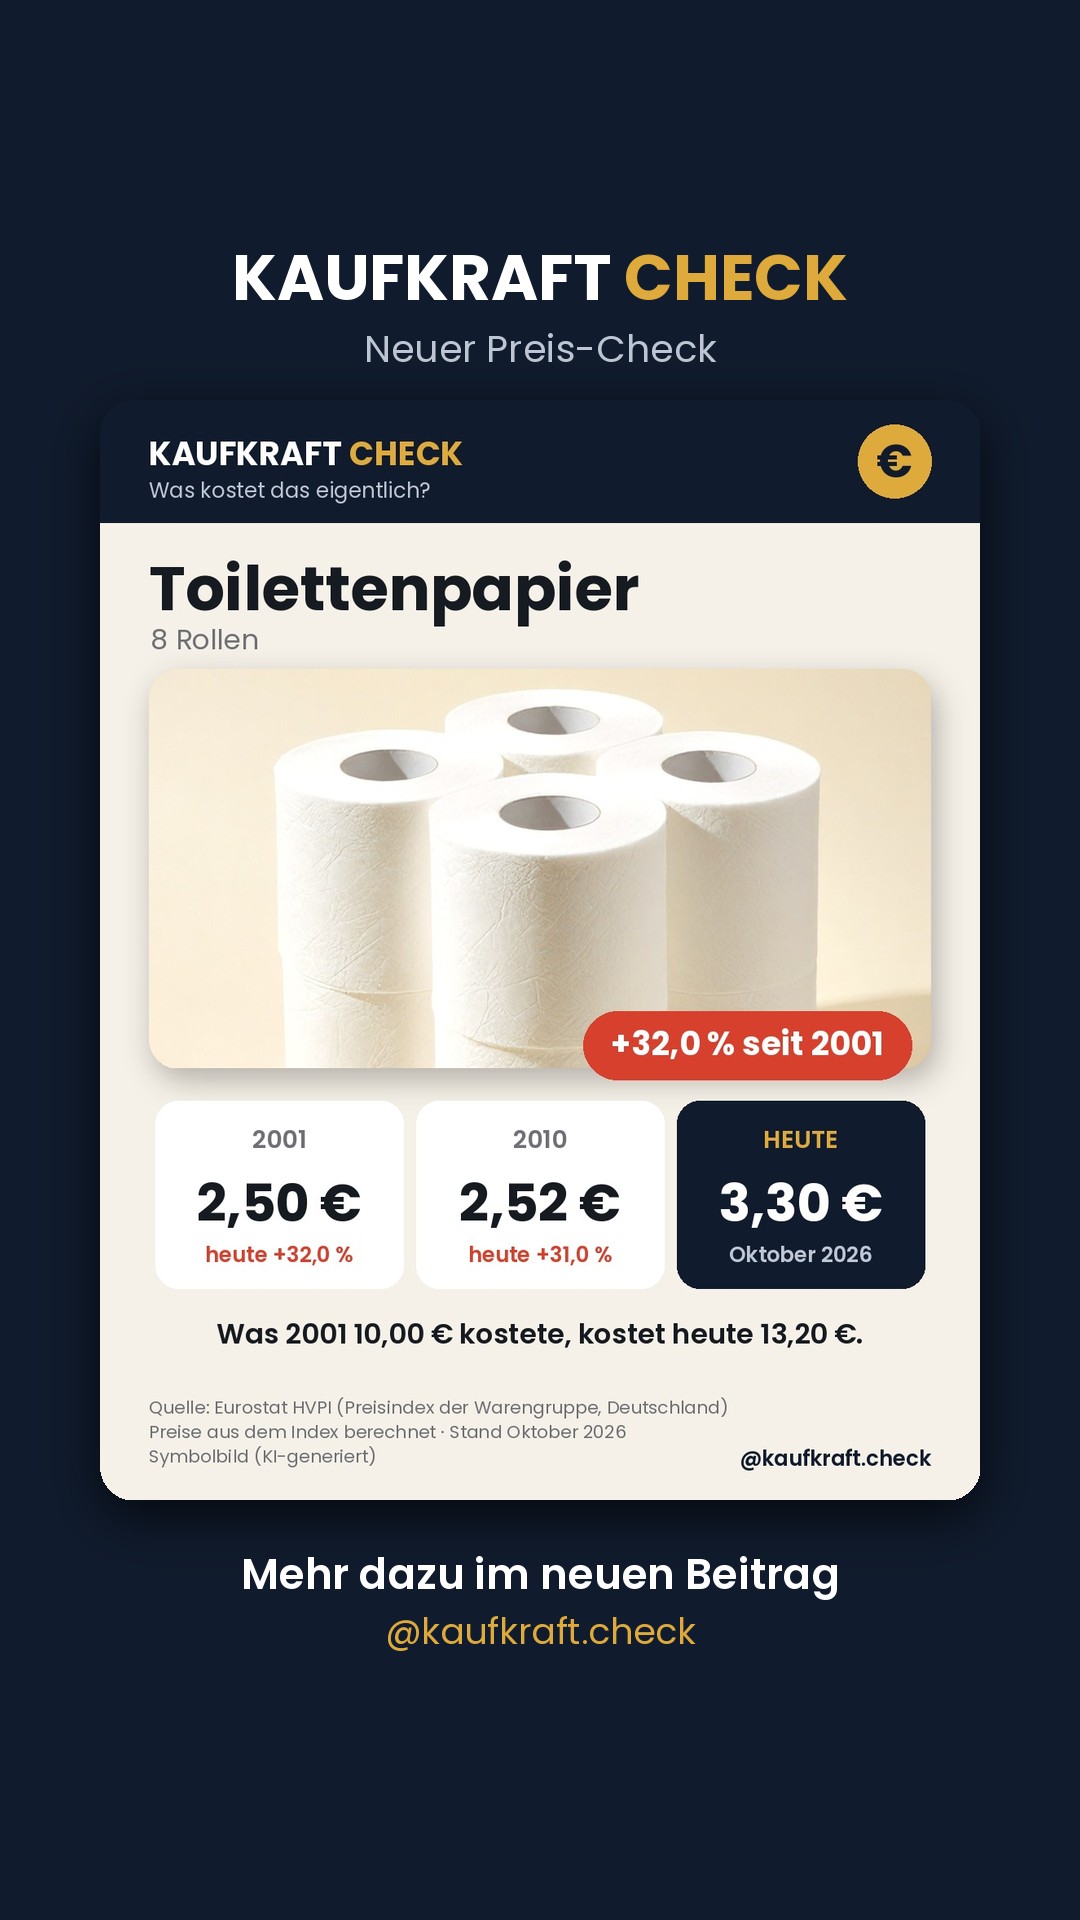 KAUFKRAFT CHECK
Neuer Preis-Check
KAUFKRAFT CHECK
Was kostet das eigentlich?
€
Toilettenpapier
8 Rollen
+32,0 % seit 2001
2001
2,50 €
heute +32,0 %
2010
2,52 €
heute +31,0 %
HEUTE
3,30 €
Oktober 2026
Was 2001 10,00 € kostete, kostet heute 13,20 €.
Quelle: Eurostat HVPI (Preisindex der Warengruppe, Deutschland)
Preise aus dem Index berechnet · Stand Oktober 2026
Symbolbild (KI-generiert)
@kaufkraft.check
Mehr dazu im neuen Beitrag
@kaufkraft.check